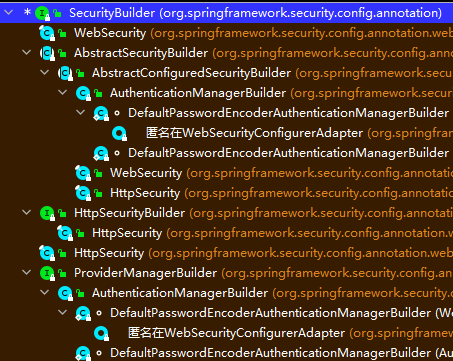 * SecurityBuilder (org.springframework.security.config.annotation)
WebSecurity (org.springframework.security.config.annotation.web
AbstractSecurityBuilder (org.springframework.security.config.annota
AbstractConfiguredSecurityBuilder (org.springframework.secu
AuthenticationManagerBuilder (org.springframework.securi
DefaultPasswordEncoderAuthenticationManagerBuilder
匿名在WebSecurityConfigurerAdapter (org.springfram
DefaultPasswordEncoderAuthenticationManagerBuilder
WebSecurity (org.springframework.security.config.annotati
HttpSecurity (org.springframework.security.config.annotati
HttpSecurityBuilder (org.springframework.security.config.annotation
HttpSecurity (org.springframework.security.config.annotation.w
HttpSecurity (org.springframework.security.config.annotation.web
ProviderManagerBuilder (org.springframework.security.config.anno
AuthenticationManagerBuilder (org.springframework.security.c
DefaultPasswordEncoderAuthenticationManagerBuilder (We
匿名在WebSecurityConfigurerAdapter (org.springframew
DefaultPasswordEncoderAuthenticationManagerBuilder (Au